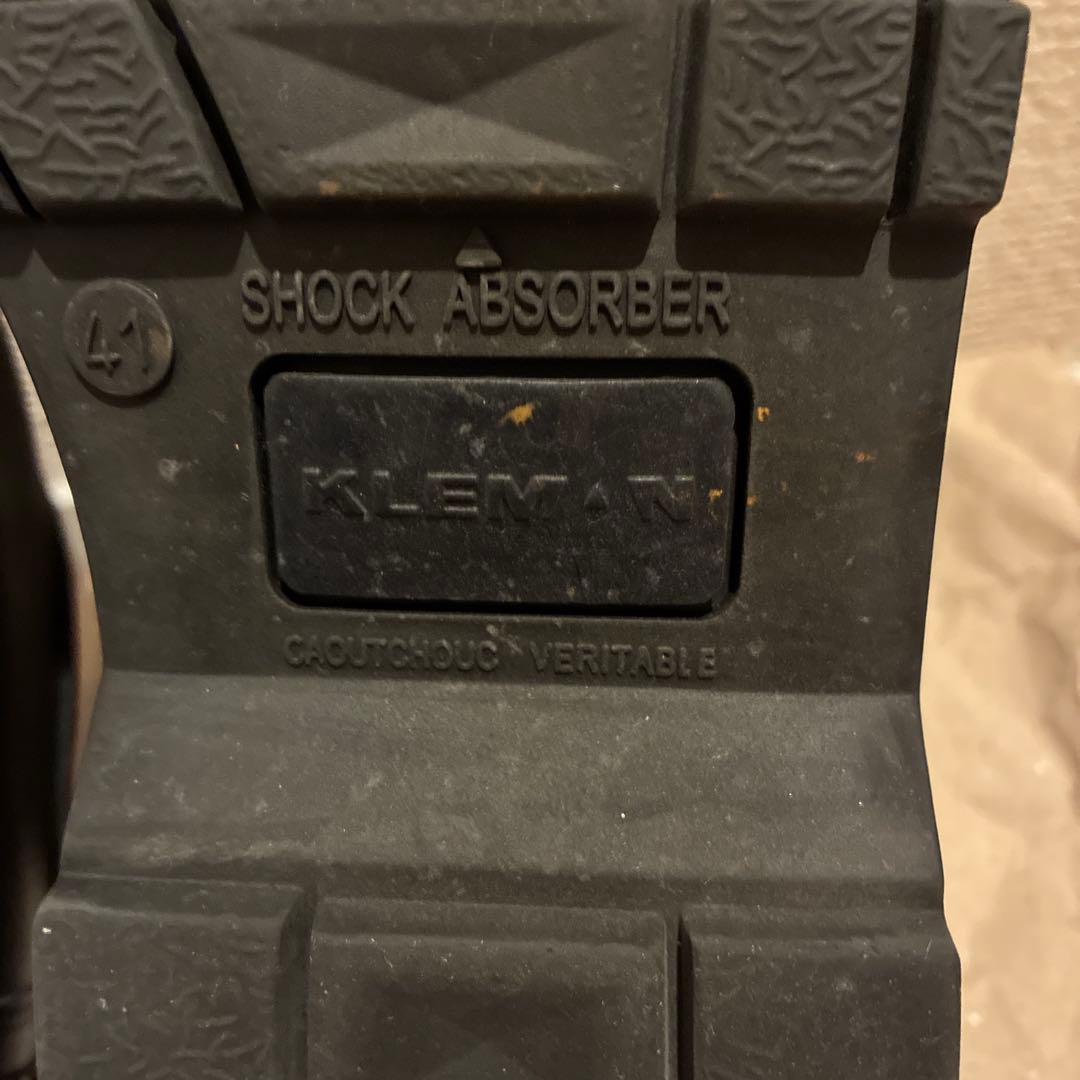 SHOCK ABSORBER
41
KLEMAN
CAOUTCHOUC VERITABLE